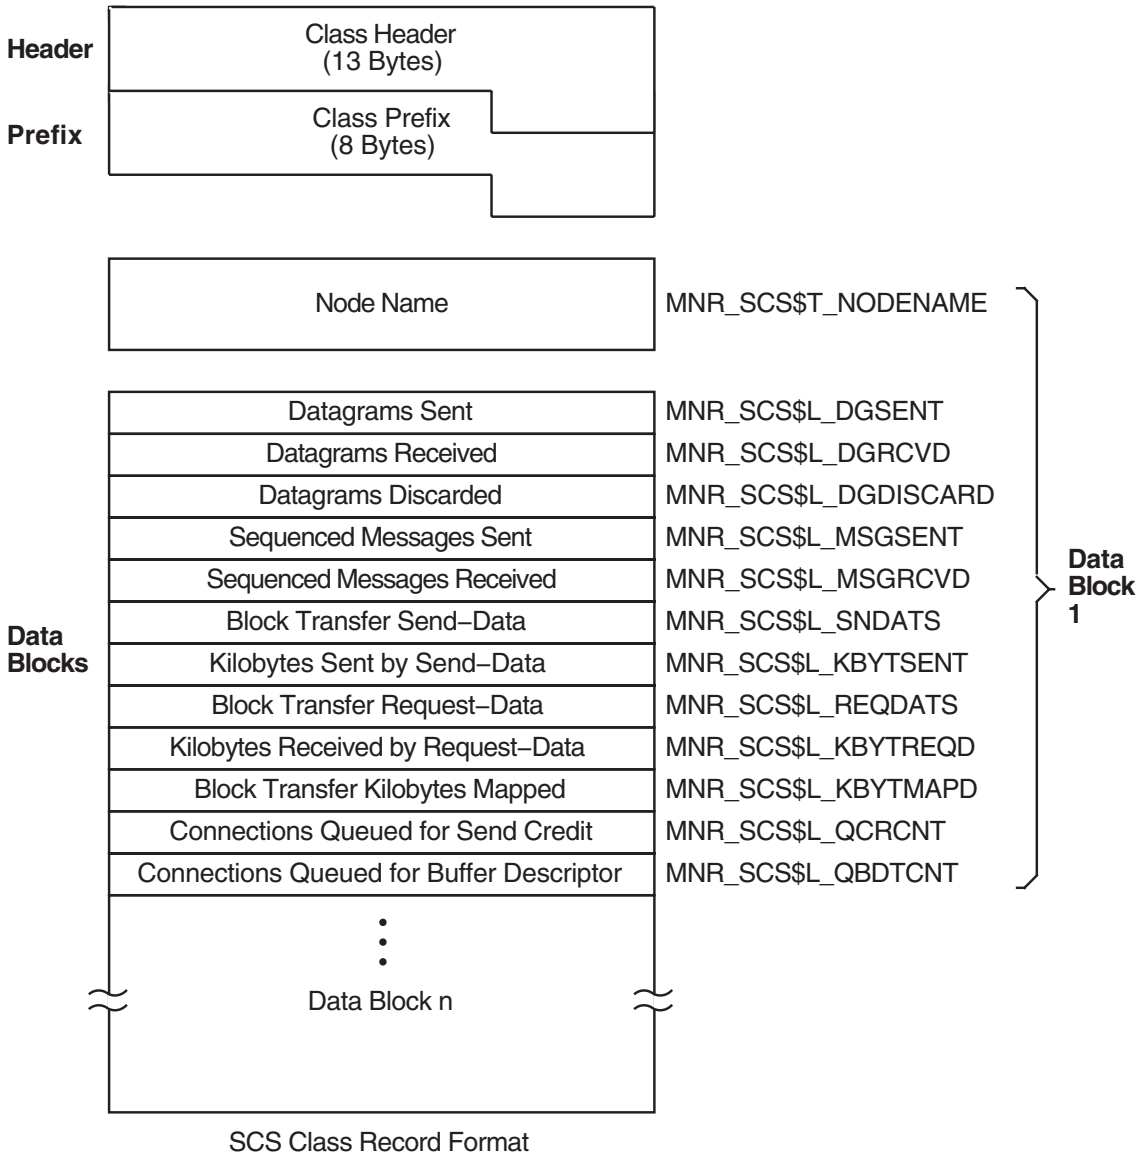 Header
Class Header
(13 Bytes)
Prefix
Class Prefix
(8 Bytes)
Node Name
MNR_SCS$T_NODENAME
Datagrams Sent
MNR_SCS$L_DGSENT
Datagrams Received
MNR_SCS$L_DGRCVD
Datagrams Discarded
MNR_SCS$L_DGDISCARD
Sequenced Messages Sent
MNR_SCS$L_MSGSENT
Sequenced Messages Received
MNR_SCS$L_MSGRCVD
Block Transfer Send–Data
MNR_SCS$L_SNDATS
Kilobytes Sent by Send–Data
MNR_SCS$L_KBYTSENT
Block Transfer Request–Data
MNR_SCS$L_REQDATS
Kilobytes Received by Request–Data
MNR_SCS$L_KBYTREQD
Block Transfer Kilobytes Mapped
MNR_SCS$L_KBYTMAPD
Connections Queued for Send Credit
MNR_SCS$L_QCRCNT
Connections Queued for Buffer Descriptor
MNR_SCS$L_QBDTCNT
Data
Blocks
Data
Block
1
Data Block n
SCS Class Record Format